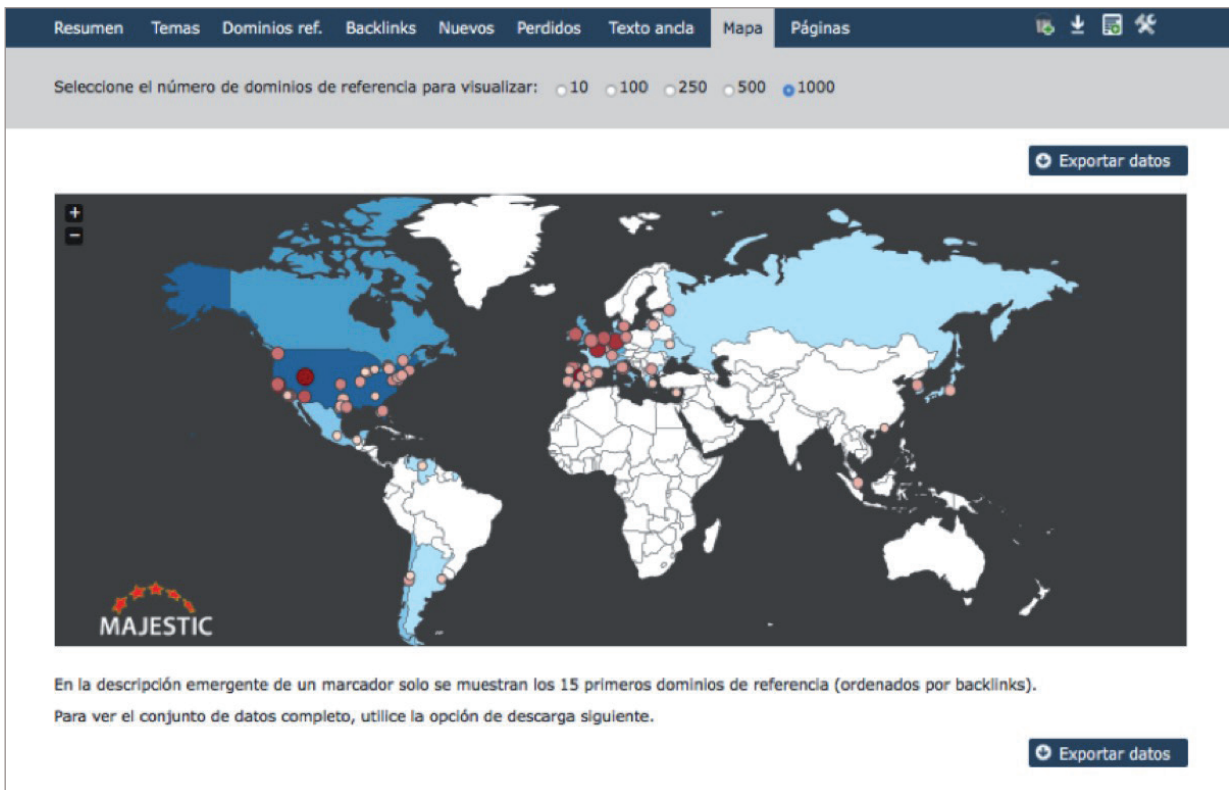 Resumen Temas Dominios ref. Backlinks Nuevos Perdidos Texto ancla Mapa Páginas
Seleccione el número de dominios de referencia para visualizar: 10 100 250 500 1000
Exportar datos
+
−
MAJESTIC
En la descripción emergente de un marcador solo se muestran los 15 primeros dominios de referencia (ordenados por backlinks).
Para ver el conjunto de datos completo, utilice la opción de descarga siguiente.
Exportar datos